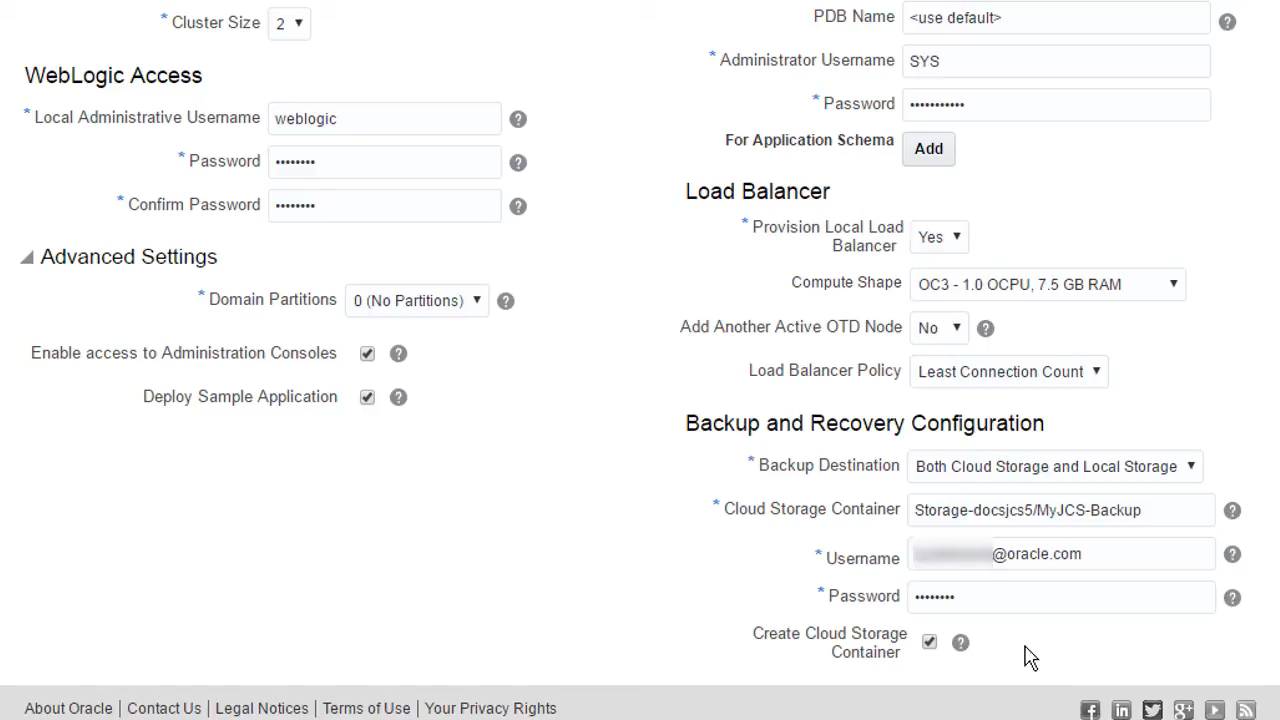 * Cluster Size 2
WebLogic Access
* Local Administrative Username weblogic ?
* Password •••••••• ?
* Confirm Password •••••••• ?
Advanced Settings
* Domain Partitions 0 (No Partitions) ?
Enable access to Administration Consoles ?
Deploy Sample Application ?
PDB Name <use default> ?
* Administrator Username SYS
* Password •••••••••••
For Application Schema Add
Load Balancer
* Provision Local Load
Balancer Yes
Compute Shape OC3 - 1.0 OCPU, 7.5 GB RAM
Add Another Active OTD Node No ?
Load Balancer Policy Least Connection Count
Backup and Recovery Configuration
* Backup Destination Both Cloud Storage and Local Storage
* Cloud Storage Container Storage-docsjcs5/MyJCS-Backup ?
* Username @oracle.com ?
* Password •••••••• ?
Create Cloud Storage
Container ?
About Oracle | Contact Us | Legal Notices | Terms of Use | Your Privacy Rights